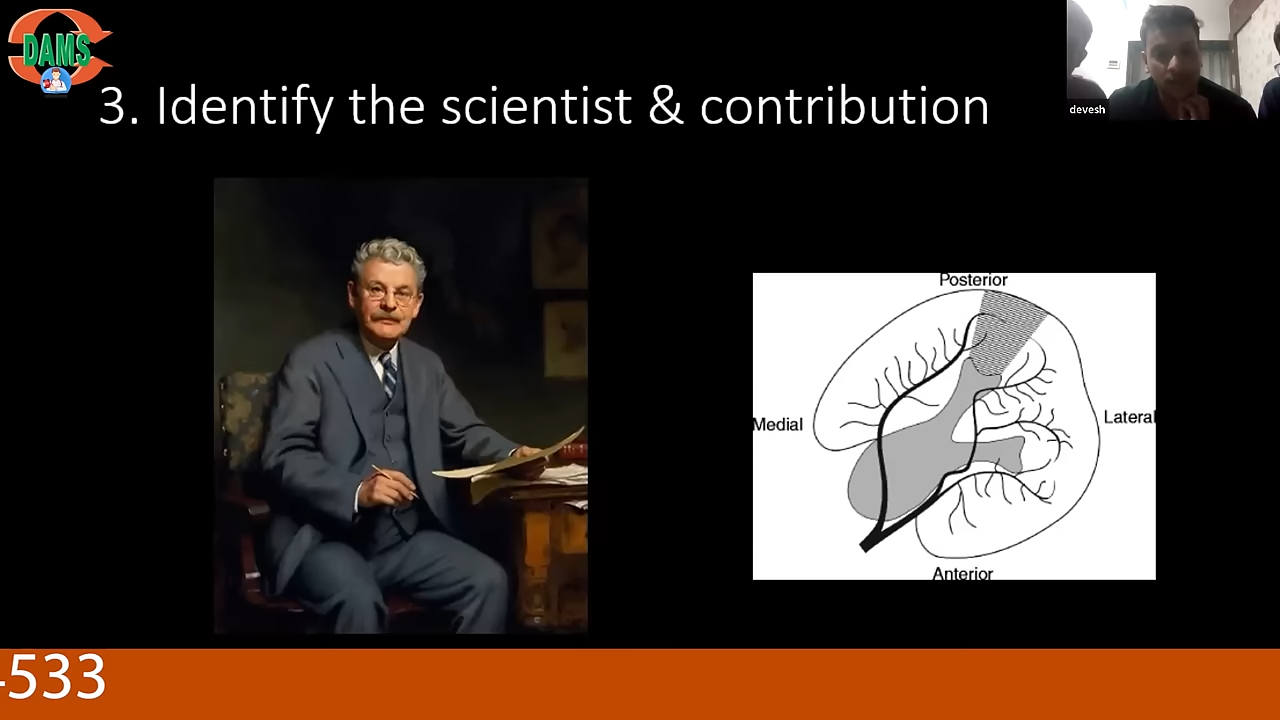 DAMS
devesh
3. Identify the scientist & contribution
Posterior
Medial
Lateral
Anterior
-533